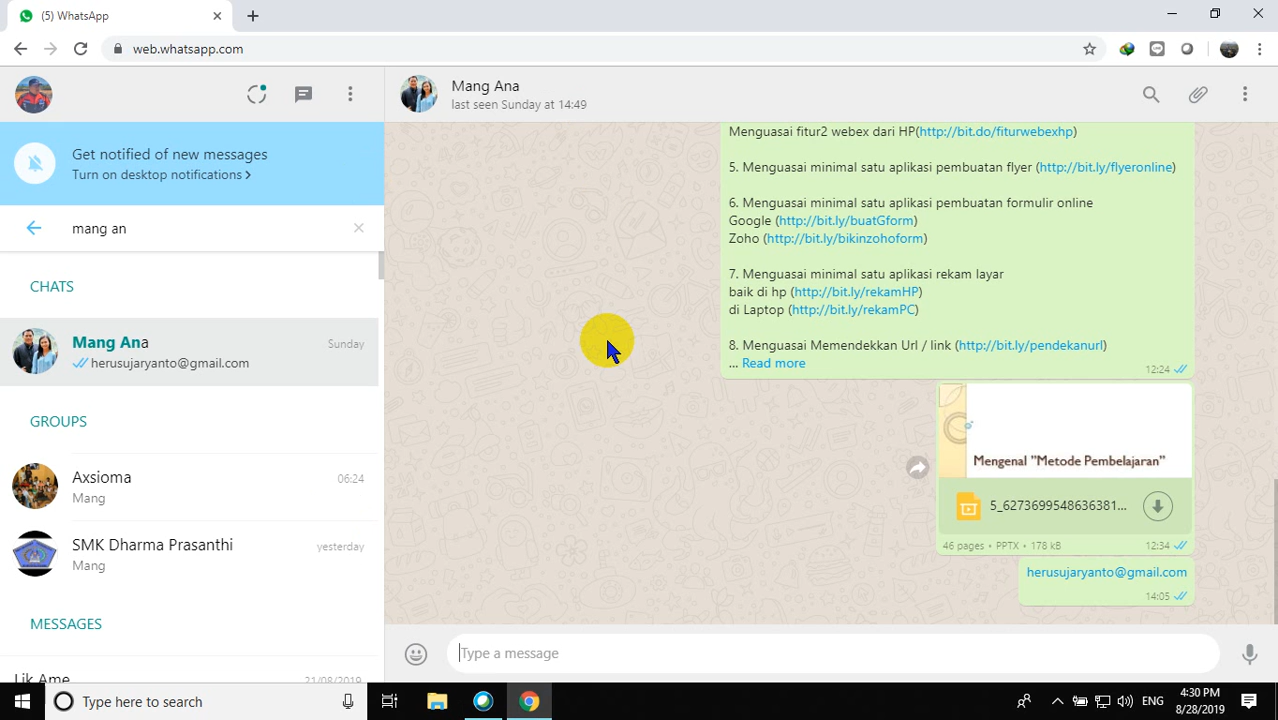 (5) WhatsApp
web.whatsapp.com
Mang Ana
last seen Sunday at 14:49
Get notified of new messages
Turn on desktop notifications >
mang an
CHATS
Mang Ana
Sunday
herusujaryanto@gmail.com
GROUPS
Axsioma
06:24
Mang
SMK Dharma Prasanthi
yesterday
Mang
MESSAGES
Lik Ame
21/08/2019
Menguasai fitur2 webex dari HP(http://bit.do/fiturwebexhp)
5. Menguasai minimal satu aplikasi pembuatan flyer (http://bit.ly/flyeronline)
6. Menguasai minimal satu aplikasi pembuatan formulir online
Google (http://bit.ly/buatGform)
Zoho (http://bit.ly/bikinzohoform)
7. Menguasai minimal satu aplikasi rekam layar
baik di hp (http://bit.ly/rekamHP)
di Laptop (http://bit.ly/rekamPC)
8. Menguasai Memendekkan Url / link (http://bit.ly/pendekanurl)
... Read more
12:24
Mengenal "Metode Pembelajaran"
5_6273699548636381...
46 pages • PPTX • 178 kB
12:34
herusujaryanto@gmail.com
14:05
Type a message
Type here to search
ENG
4:30 PM
8/28/2019